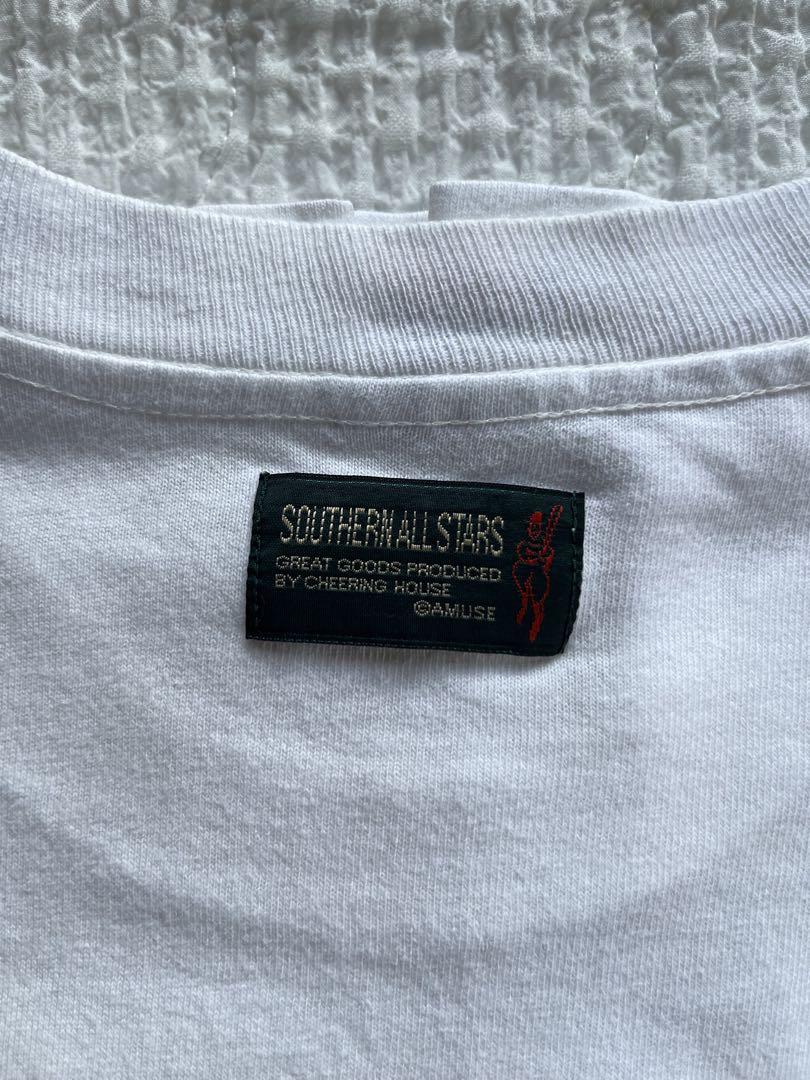 SOUTHERN ALL STARS
GREAT GOODS PRODUCED
BY CHEERING HOUSE
©AMUSE